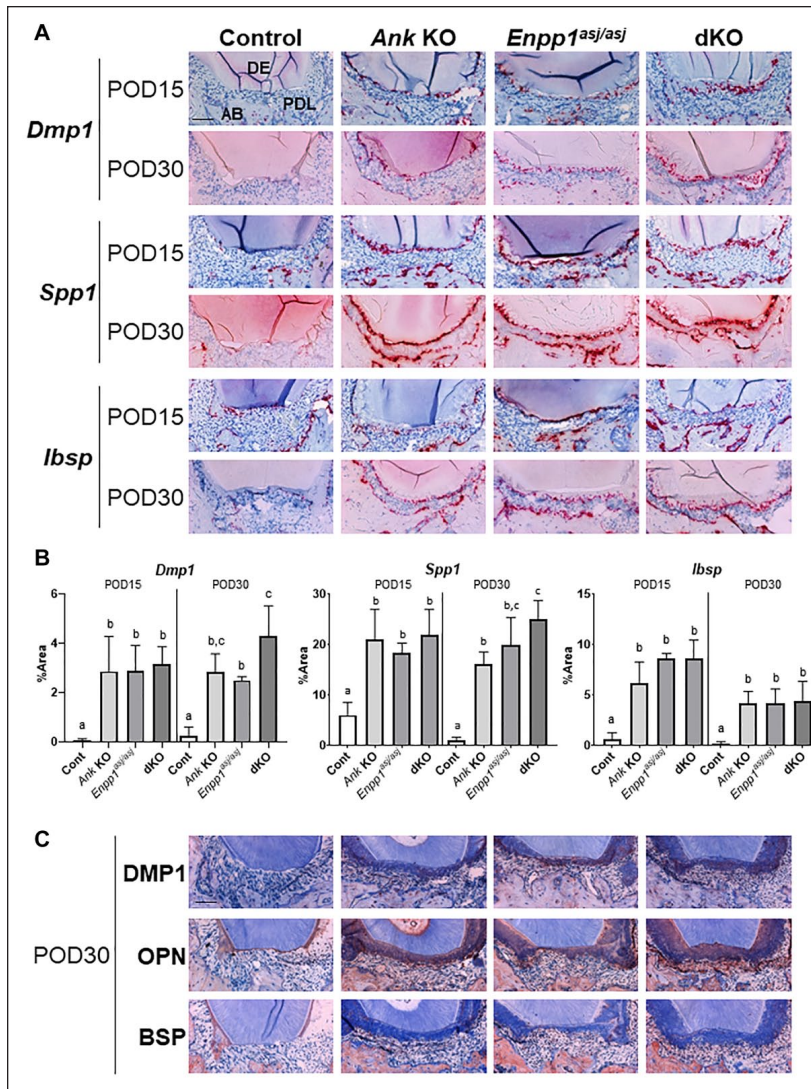 A
Control Ank KO Enpp1asj/asj dKO
Dmp1
POD15
DE
AB PDL
POD30
Spp1
POD15
POD30
Ibsp
POD15
POD30
B
Dmp1
POD15 POD30
%Area
6
4
2
0
a b b b a b,c b c
Cont Ank KO Enpp1asj/asj dKO Cont Ank KO Enpp1asj/asj dKO
Spp1
POD15 POD30
%Area
30
20
10
0
a b b b a b b,c c
Cont Ank KO Enpp1asj/asj dKO Cont Ank KO Enpp1asj/asj dKO
Ibsp
POD15 POD30
%Area
15
10
5
0
a b b b a b b b
Cont Ank KO Enpp1asj/asj dKO Cont Ank KO Enpp1asj/asj dKO
C
POD30
DMP1
OPN
BSP